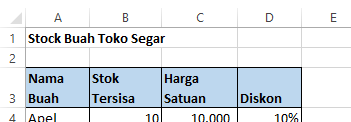 A B C D E
1 Stock Buah Toko Segar
2
Nama Stok Harga
3 Buah Tersisa Satuan Diskon
4 Apel 10 10.000 10%